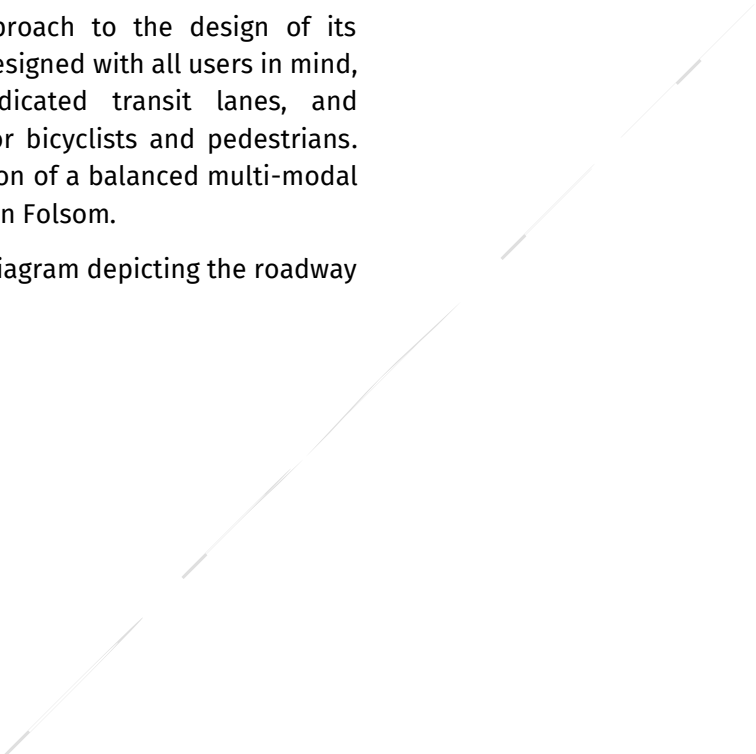 proach to the design of its
esigned with all users in mind,
dicated transit lanes, and
or bicyclists and pedestrians.
on of a balanced multi-modal
n Folsom.
iagram depicting the roadway